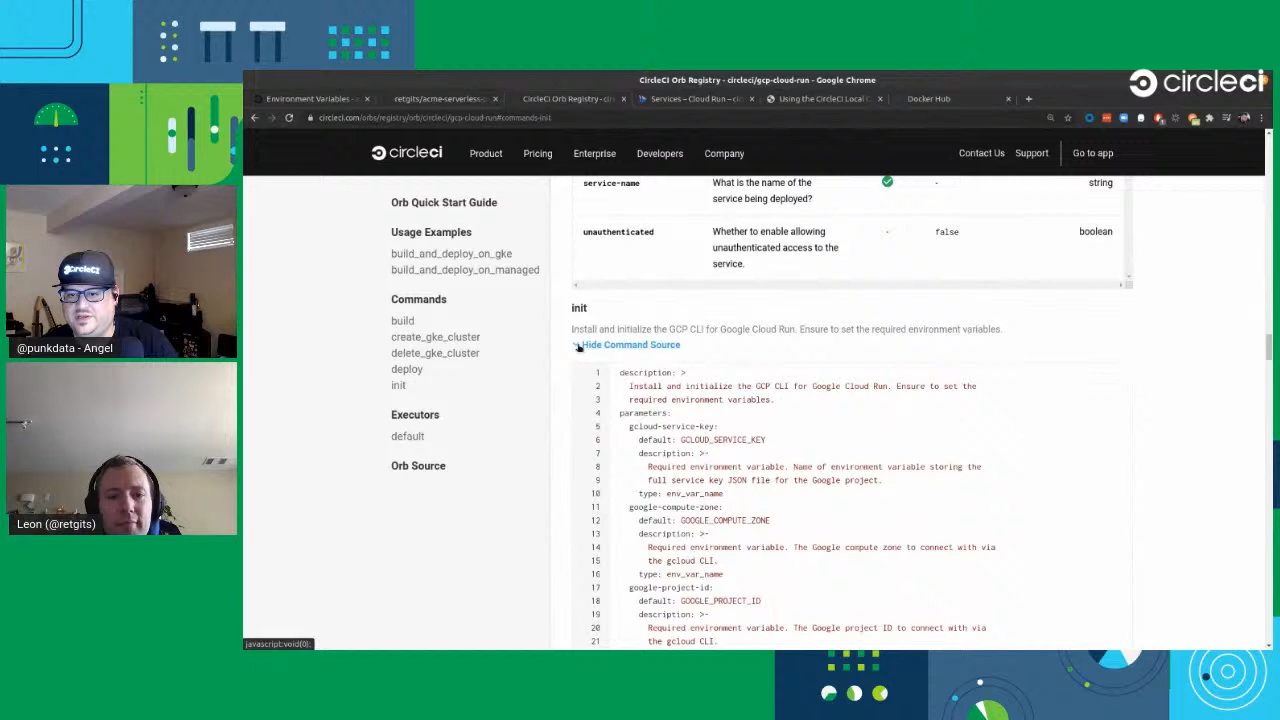 CircleCI Orb Registry - circleci/gcp-cloud-run - Google Chrome
circleci
Environment Variables -
retgits/acme-serverless-
CircleCI Orb Registry - cir
Services – Cloud Run – c
Using the CircleCI Local C
Docker Hub
circleci.com/orbs/registry/orb/circleci/gcp-cloud-run#commands-init
circleci
Product
Pricing
Enterprise
Developers
Company
Contact Us
Support
Go to app
CircleCI
@punkdata - Angel
Leon (@retgits)
Orb Quick Start Guide
Usage Examples
build_and_deploy_on_gke
build_and_deploy_on_managed
Commands
build
create_gke_cluster
delete_gke_cluster
deploy
init
Executors
default
Orb Source
service-name
What is the name of the
service being deployed?
-
string
unauthenticated
Whether to enable allowing
unauthenticated access to the
service.
-
false
boolean
init
Install and initialize the GCP CLI for Google Cloud Run. Ensure to set the required environment variables.
Hide Command Source
1 description: >
2 Install and initialize the GCP CLI for Google Cloud Run. Ensure to set the
3 required environment variables.
4 parameters:
5 gcloud-service-key:
6 default: GCLOUD_SERVICE_KEY
7 description: >-
8 Required environment variable. Name of environment variable storing the
9 full service key JSON file for the Google project.
10 type: env_var_name
11 google-compute-zone:
12 default: GOOGLE_COMPUTE_ZONE
13 description: >-
14 Required environment variable. The Google compute zone to connect with via
15 the gcloud CLI.
16 type: env_var_name
17 google-project-id:
18 default: GOOGLE_PROJECT_ID
19 description: >-
20 Required environment variable. The Google project ID to connect with via
21 the gcloud CLI.
javascript:void(0);